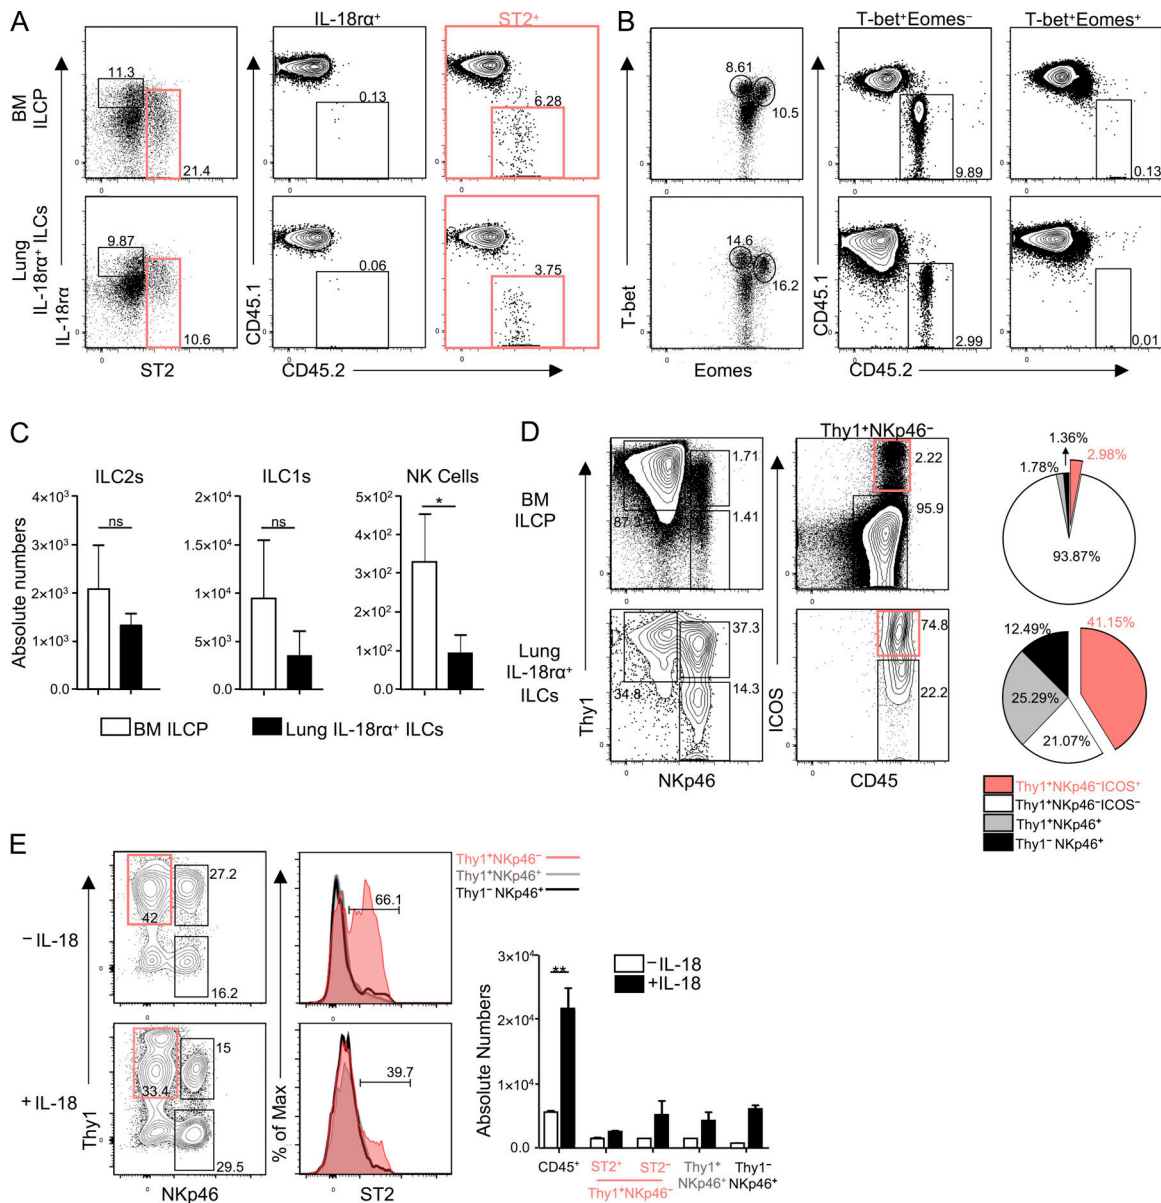 A
IL-18rα⁺
ST2⁺
BM
ILCP
11.3
21.4
0.13
6.28
Lung
IL-18rα⁺ ILCs
9.87
10.6
0.06
3.75
IL-18rα
CD45.1
ST2
CD45.2
B
T-bet⁺Eomes⁻
T-bet⁺Eomes⁺
8.61
10.5
9.89
0.13
14.6
16.2
2.99
0.01
T-bet
CD45.1
Eomes
CD45.2
C
ILC2s
ILC1s
NK Cells
Absolute numbers
4×10³
3×10³
2×10³
1×10³
0.0
ns
2.0×10⁴
1.5×10⁴
1.0×10⁴
5×10³
0.0
ns
5×10²
4×10²
3×10²
2×10²
1×10²
0.0
*
BM ILCP
Lung IL-18rα⁺ ILCs
D
Thy1⁺NKp46⁻
BM
ILCP
1.71
87.3
1.41
2.22
95.9
1.36%
2.98%
1.78%
93.87%
Lung
IL-18rα⁺
ILCs
37.3
34.8
14.3
74.8
22.2
12.49%
41.15%
25.29%
21.07%
Thy1
ICOS
NKp46
CD45
Thy1⁺NKp46⁻ICOS⁺
Thy1⁺NKp46⁻ICOS⁻
Thy1⁺NKp46⁺
Thy1⁻ NKp46⁺
E
Thy1⁺NKp46⁻
Thy1⁺NKp46⁺
Thy1⁻ NKp46⁺
−IL-18
27.2
42
16.2
66.1
+IL-18
15
33.4
29.5
39.7
Thy1
% of Max
NKp46
ST2
−IL-18
+IL-18
Absolute Numbers
3×10⁴
2×10⁴
1×10⁴
0.0
**
CD45⁺
ST2⁺
ST2⁻
Thy1⁺NKp46⁻
Thy1⁺
NKp46⁺
Thy1⁻
NKp46⁺